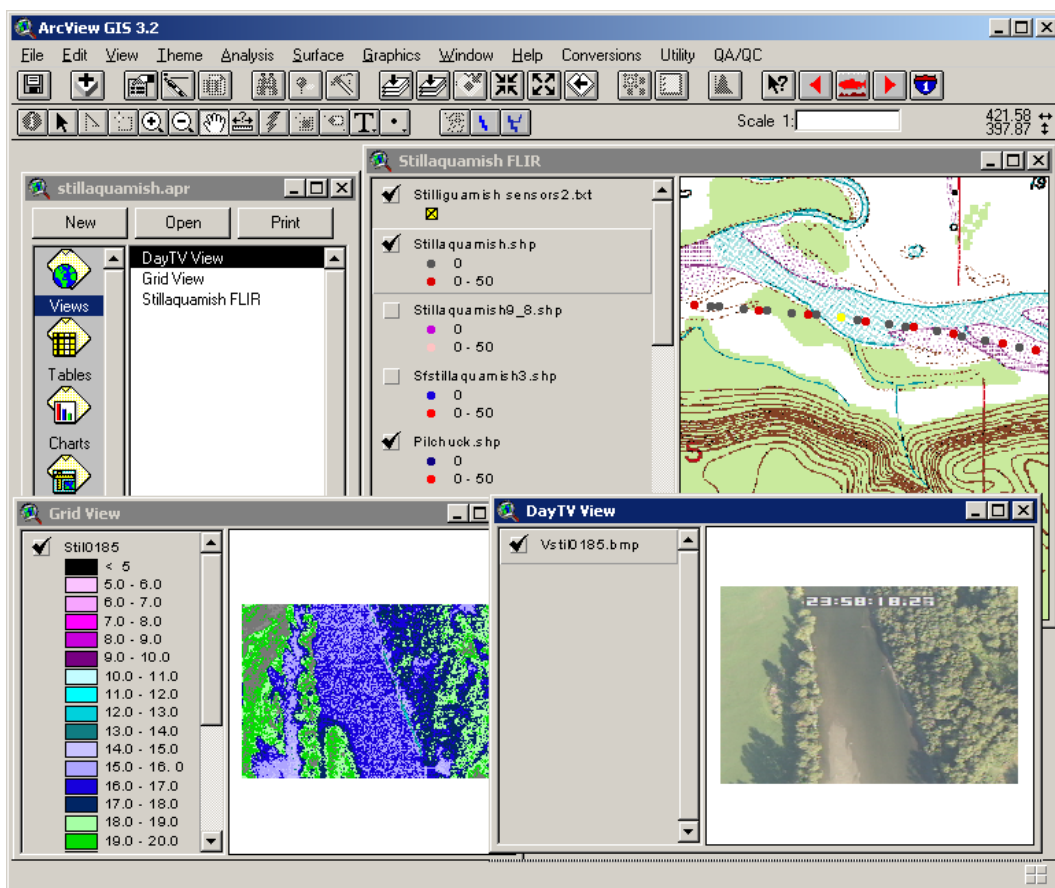 ArcView GIS 3.2
File Edit View Theme Analysis Surface Graphics Window Help Conversions Utility QA/QC
T.
Scale 1:
421.58
397.87
stillaquamish.apr
New Open Print
Views
Tables
Charts
DayTV View
Grid View
Stillaquamish FLIR
Stillaquamish FLIR
Stilliguamish sensors2.txt
Stillaquamish.shp
0
0 - 50
Stillaquamish9_8.shp
0
0 - 50
Sfstillaquamish3.shp
0
0 - 50
Pilchuck.shp
0
0 - 50
19
5
Grid View
Stil0185
< 5
5.0 - 6.0
6.0 - 7.0
7.0 - 8.0
8.0 - 9.0
9.0 - 10.0
10.0 - 11.0
11.0 - 12.0
12.0 - 13.0
13.0 - 14.0
14.0 - 15.0
15.0 - 16. 0
16.0 - 17.0
17.0 - 18.0
18.0 - 19.0
19.0 - 20.0
DayTV View
Vstil0185.bmp